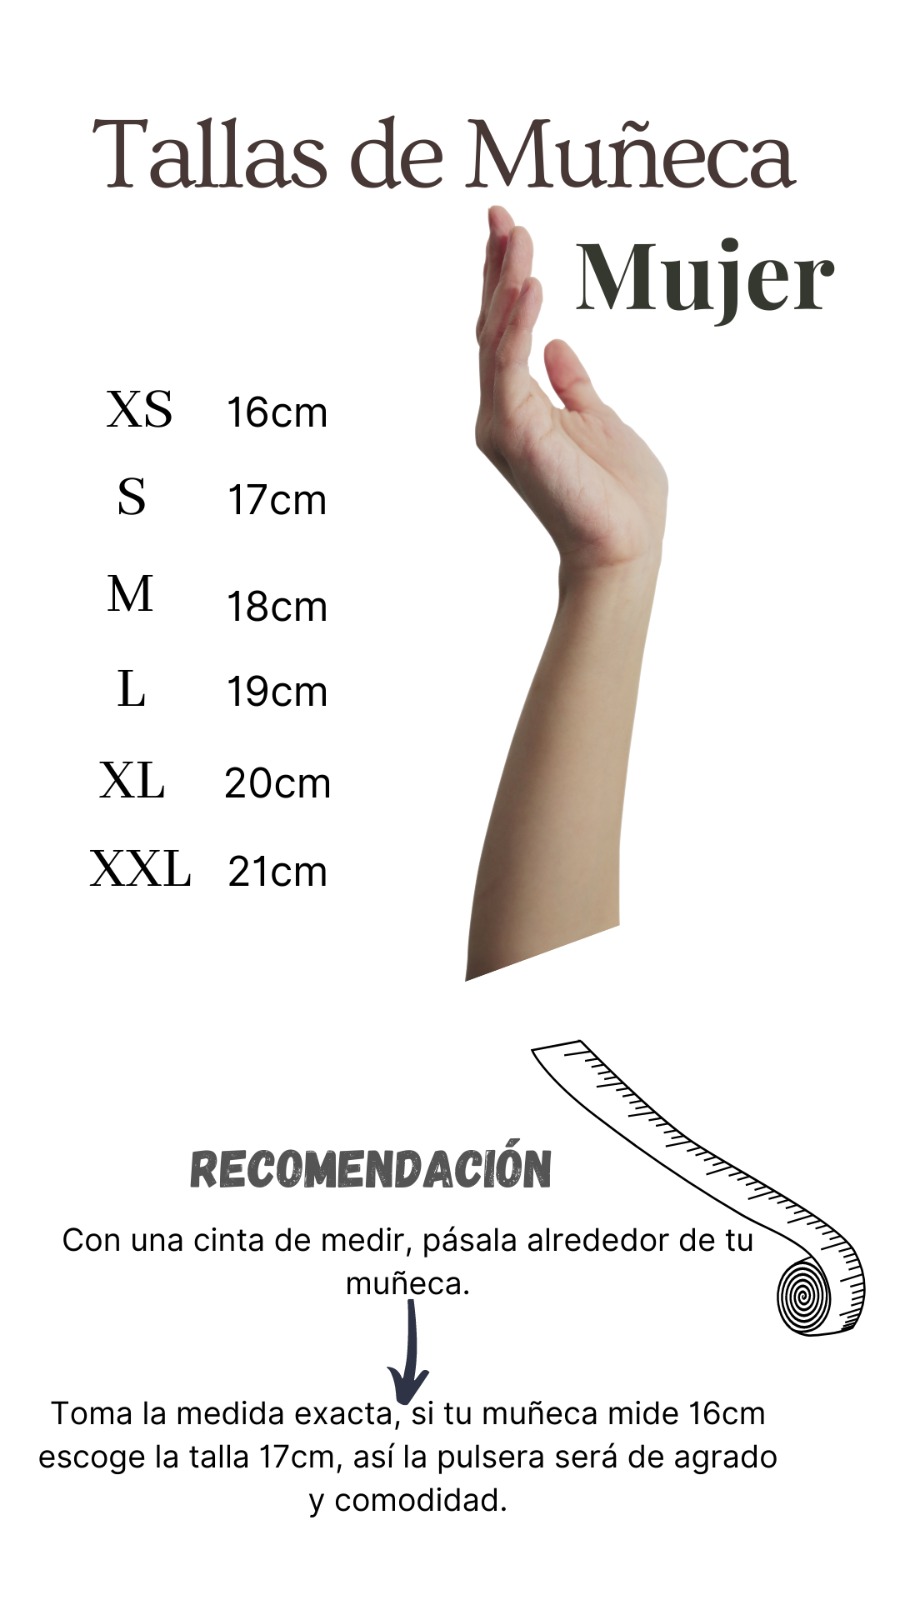 Tallas de Muñeca
Mujer
XS 16cm
S 17cm
M 18cm
L 19cm
XL 20cm
XXL 21cm
RECOMENDACIÓN
Con una cinta de medir, pásala alrededor de tu
muñeca.
Toma la medida exacta, si tu muñeca mide 16cm
escoge la talla 17cm, así la pulsera será de agrado
y comodidad.